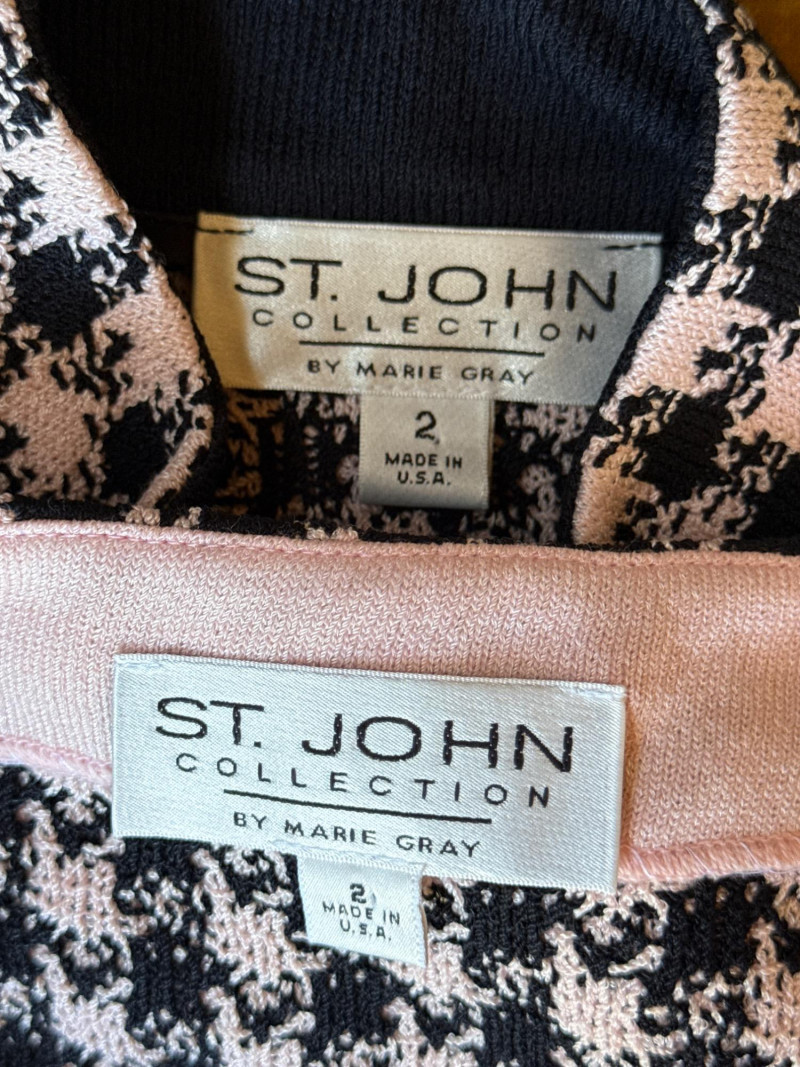 ST. JOHN
COLLECTION
BY MARIE GRAY
2
MADE IN
U.S.A.
ST. JOHN
COLLECTION
BY MARIE GRAY
2
MADE IN
U.S.A.